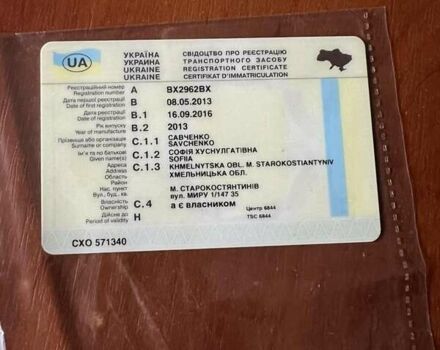 УКРАЇНА СВІДОЦТВО ПРО РЕЄСТРАЦІЮ
УКРАИНА ТРАНСПОРТНОГО ЗАСОБУ
UKRAINE REGISTRATION CERTIFICATE
UKRAINE CERTIFICAT D'IMMATRICULATION
UA
Реєстраційний номер
Registration number A BX2962BX
Дата першої реєстрації
Date of first registration B 08.05.2013
Дата реєстрації
Date of registration B.1 16.09.2016
Рік випуску
Year of manufacture B.2 2013
Прізвище або організація САВЧЕНКО
Surname or company C.1.1 SAVCHENKO
Ім'я та по батькові СОФІЯ ХУСНУЛГАТІВНА
Given name(s) C.1.2 SOFIIA
Адреса C.1.3 KHMELNYTSKA OBL. M. STAROKOSTIANTYNIV
Address ХМЕЛЬНИЦЬКА ОБЛ.
Область
Район
Нас. пункт М. СТАРОКОСТЯНТИНІВ
Вул., буд., кв. вул. МИРУ 1/147 35
Власність
Ownership C.4 а є власником Центр 6844
Дійсне до
Period of validity H TSC 6844
СХО 571340